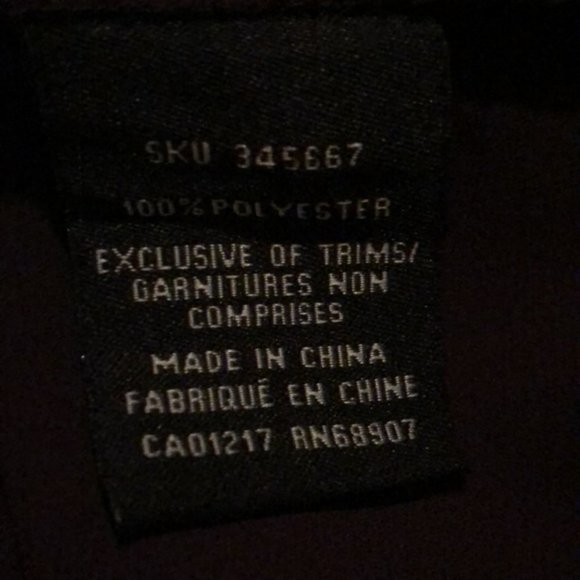 SKU 345667
100% POLYESTER
EXCLUSIVE OF TRIMS/
GARNITURES NON
COMPRISES
MADE IN CHINA
FABRIQUÉ EN CHINE
CA01217 RN68907